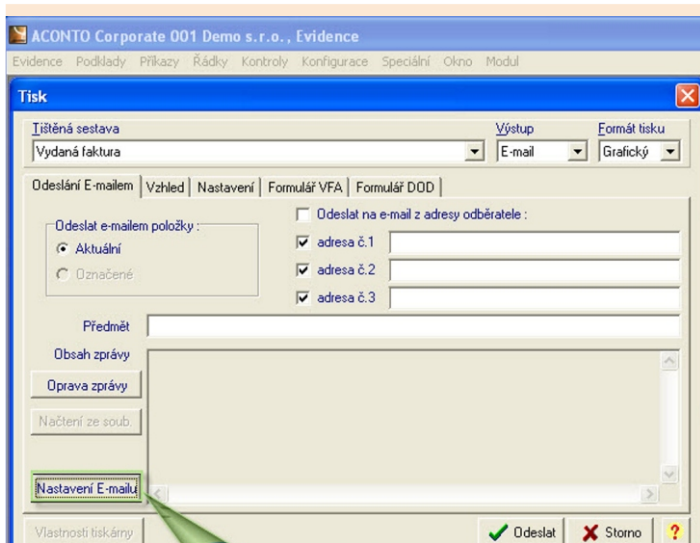 ACONTO Corporate 001 Demo s.r.o., Evidence
Evidence Podklady Příkazy Řádky Kontroly Konfigurace Speciální Okno Modul
Tisk
Tištěná sestava Výstup Formát tisku
Vydaná faktura E-mail Grafický
Odeslání E-mailem Vzhled Nastavení Formulář VFA Formulář DOD
Odeslat na e-mail z adresy odběratele :
Odeslat e-mailem položky :
Aktuální
Označené
adresa č.1
adresa č.2
adresa č.3
Předmět
Obsah zprávy
Oprava zprávy
Načtení ze soub.
Nastavení E-mailu
Vlastnosti tiskárny Odeslat Storno ?